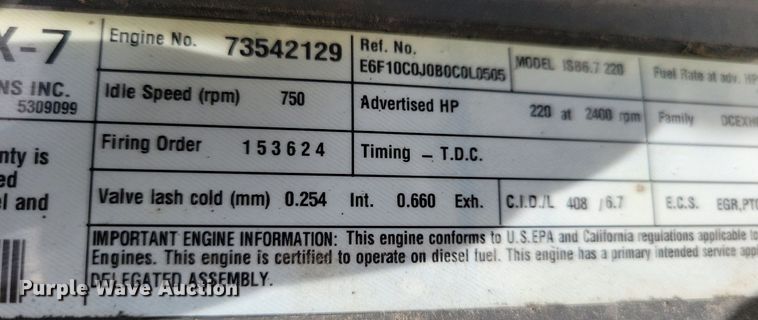 X-7
NS INC.
5309099
nty is
ed
el and
Engine No. 73542129
Ref. No.
E6F10C0J0B0C0L0505
MODEL ISB6.7 220
Fuel Rate at adv. HP
Idle Speed (rpm) 750
Advertised HP 220 at 2400 rpm
Family DCEXH
Firing Order 1 5 3 6 2 4
Timing – T.D.C.
Valve lash cold (mm) 0.254 Int. 0.660 Exh.
C.I.D./L 408 / 6.7
E.C.S. EGR,PTO
IMPORTANT ENGINE INFORMATION: This engine conforms to U.S.EPA and California regulations applicable to
Engines. This engine is certified to operate on diesel fuel. This engine has a primary intended service appl
DELEGATED ASSEMBLY.
Purple Wave Auction